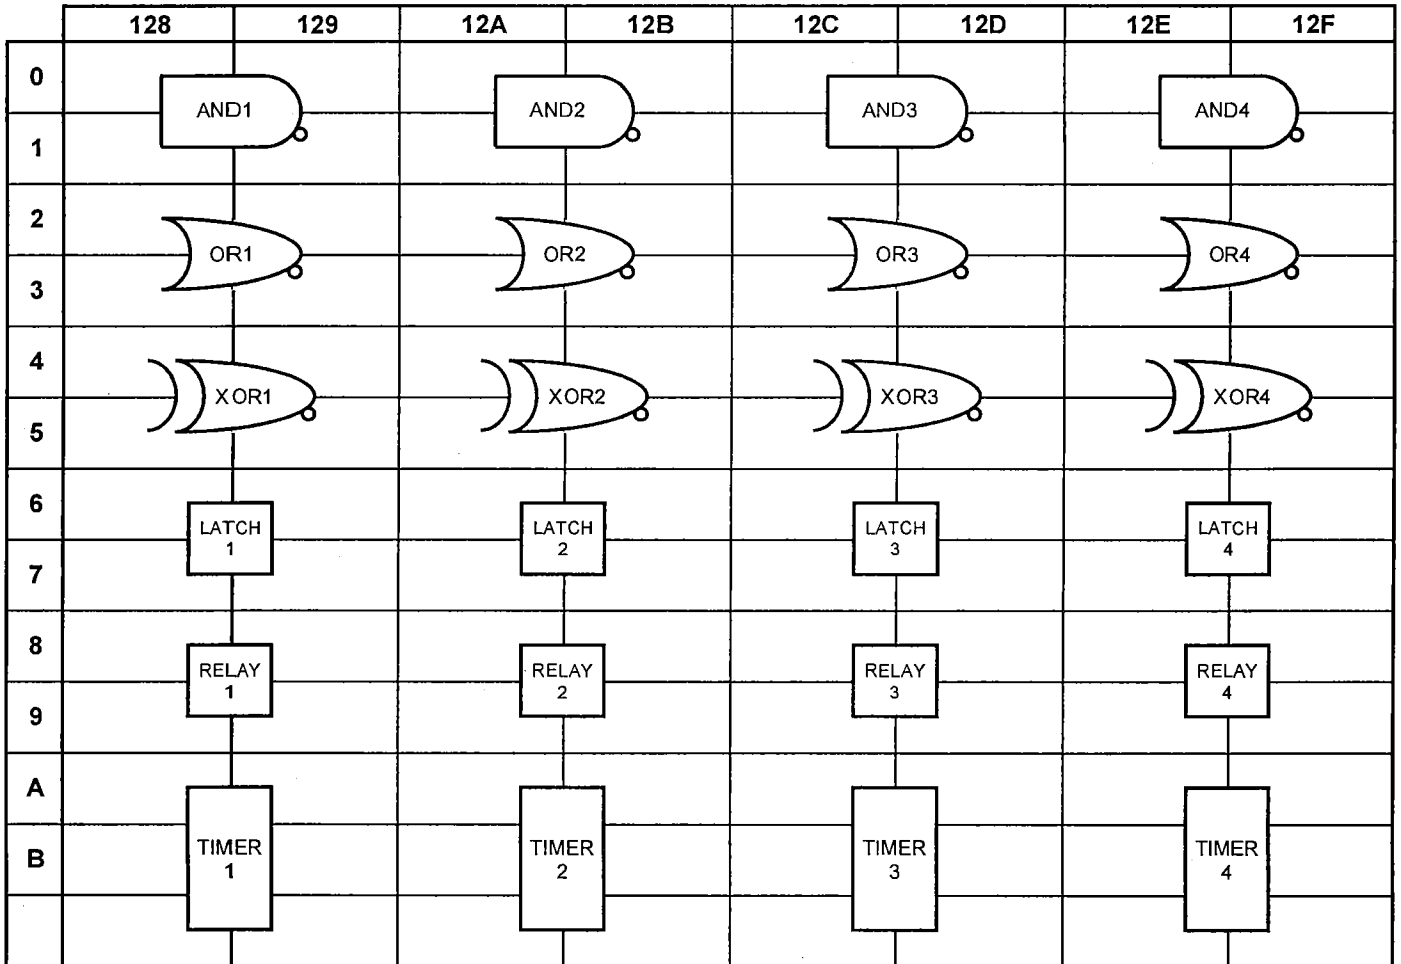 128 129 12A 12B 12C 12D 12E 12F
0
AND1 AND2 AND3 AND4
1
2
OR1 OR2 OR3 OR4
3
4
XOR1 XOR2 XOR3 XOR4
5
6
LATCH LATCH LATCH LATCH
1 2 3 4
7
8
RELAY RELAY RELAY RELAY
1 2 3 4
9
A
TIMER TIMER TIMER TIMER
B
1 2 3 4